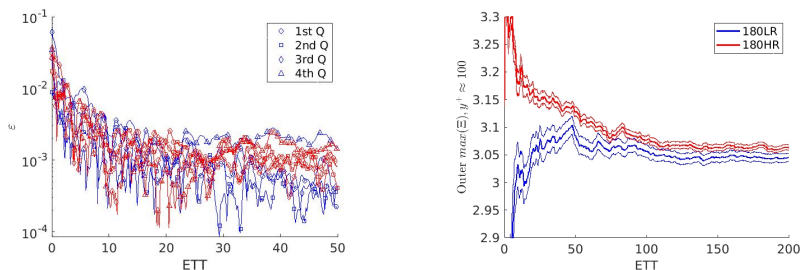 10^-1
10^-2
10^-3
10^-4
ε
0 10 20 30 40 50
ETT
1st Q
2nd Q
3rd Q
4th Q
3.3
3.25
3.2
3.15
3.1
3.05
3
2.95
2.9
Outer max(Ξ), y^+ ≈ 100
0 50 100 150 200
ETT
180LR
180HR